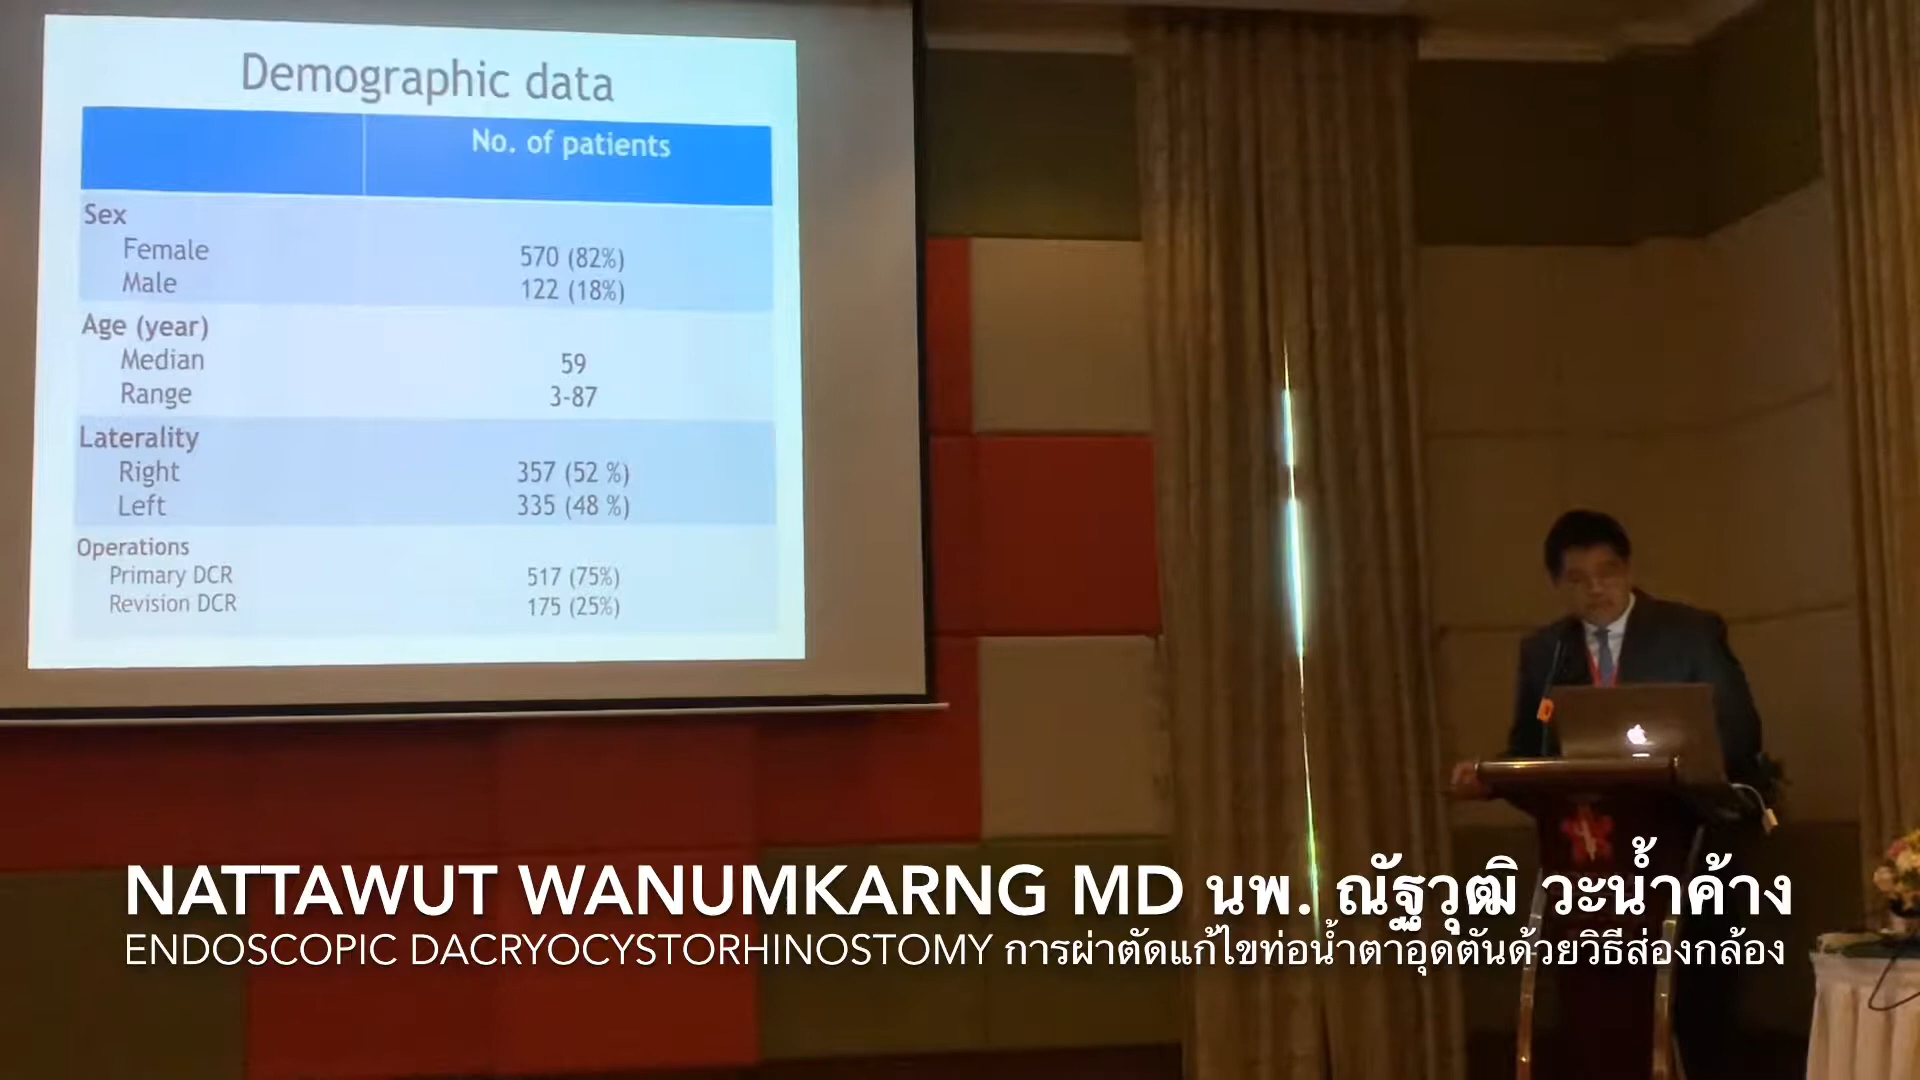 Demographic data
No. of patients
Sex
Female 570 (82%)
Male 122 (18%)
Age (year)
Median 59
Range 3-87
Laterality
Right 357 (52 %)
Left 335 (48 %)
Operations
Primary DCR 517 (75%)
Revision DCR 175 (25%)
NATTAWUT WANUMKARNG MD นพ. ณัฐวุฒิ วะน้ำค้าง
ENDOSCOPIC DACRYOCYSTORHINOSTOMY การผ่าตัดแก้ไขท่อน้ำตาอุดตันด้วยวิธีส่องกล้อง